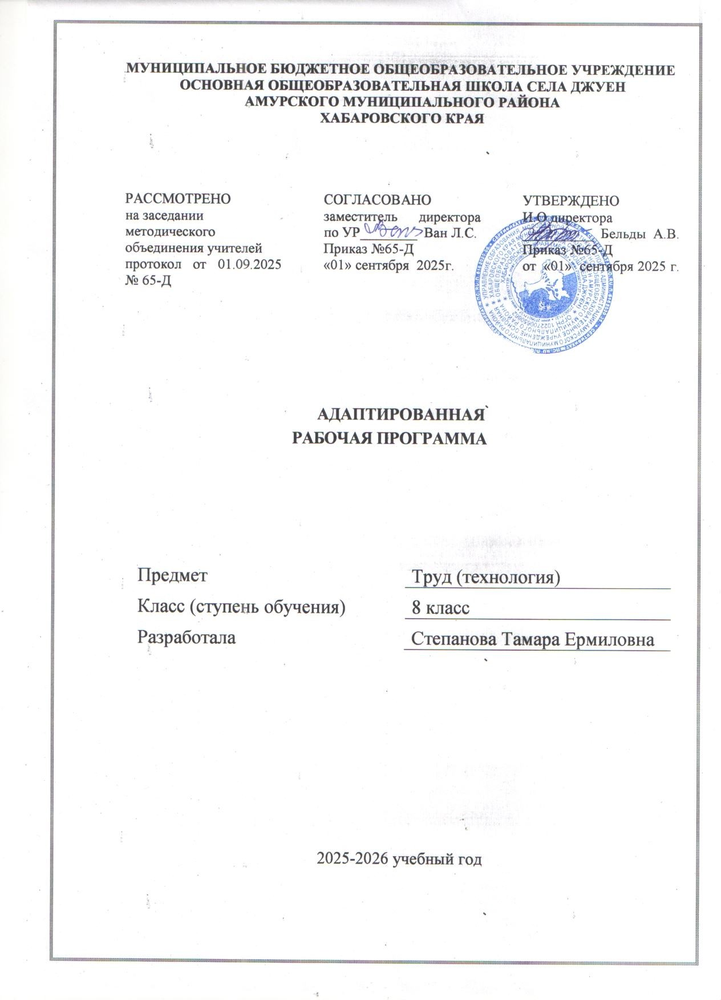 МУНИЦИПАЛЬНОЕ БЮДЖЕТНОЕ ОБЩЕОБРАЗОВАТЕЛЬНОЕ УЧРЕЖДЕНИЕ
ОСНОВНАЯ ОБЩЕОБРАЗОВАТЕЛЬНАЯ ШКОЛА СЕЛА ДЖУЕН
АМУРСКОГО МУНИЦИПАЛЬНОГО РАЙОНА
ХАБАРОВСКОГО КРАЯ
РАССМОТРЕНО
на заседании
методического
объединения учителей
протокол от 01.09.2025
№ 65-Д
СОГЛАСОВАНО
заместитель директора
по УР Ван Л.С.
Приказ №65-Д
«01» сентября 2025г.
УТВЕРЖДЕНО
И.О директора
Бельды А.В.
Приказ №65-Д
от «01» сентября 2025 г.
АДАПТИРОВАННАЯ
РАБОЧАЯ ПРОГРАММА
Предмет Труд (технология)
Класс (ступень обучения) 8 класс
Разработала Степанова Тамара Ермиловна
2025-2026 учебный год